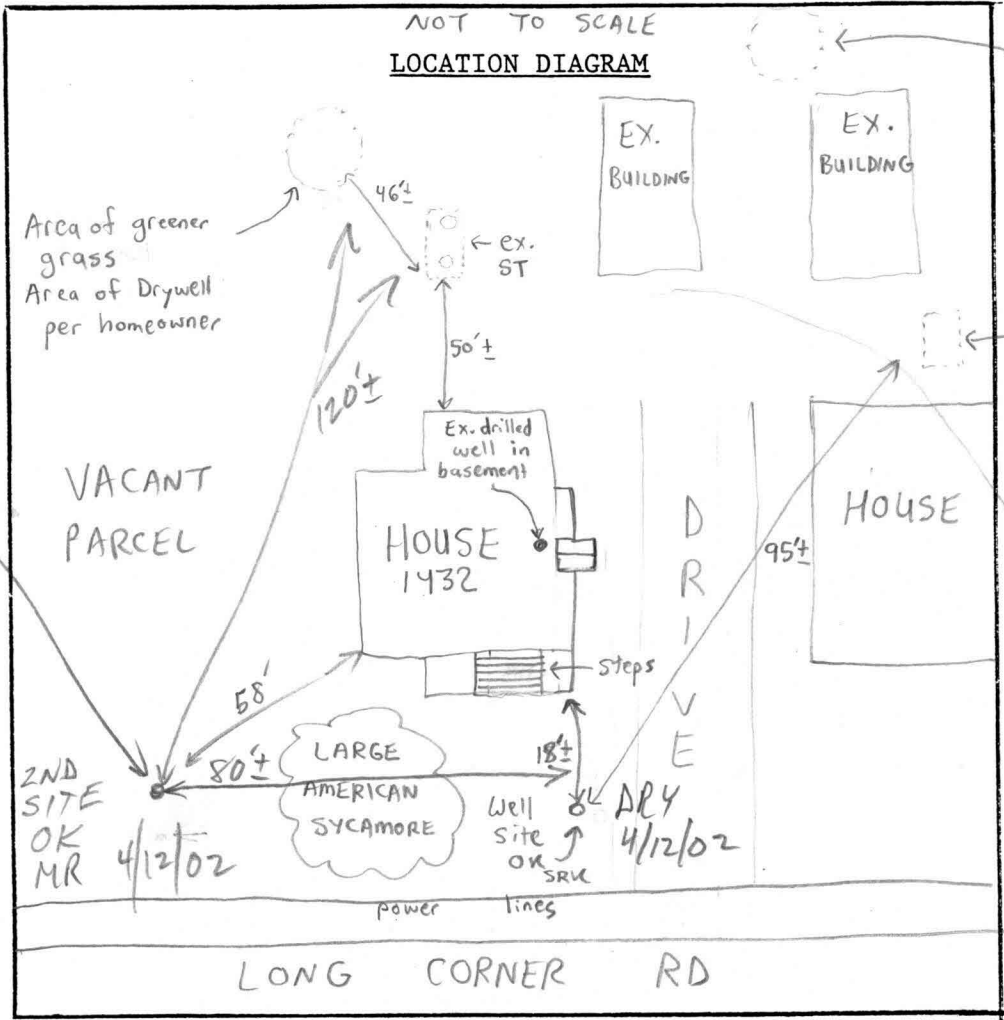 NOT TO SCALE
LOCATION DIAGRAM
EX.
BUILDING
EX.
BUILDING
46'±
Area of greener
grass
Area of Drywell
per homeowner
ex.
ST
50'±
120'±
Ex. drilled
well in
basement
VACANT
PARCEL
HOUSE
1432
HOUSE
DRIVE
95'±
Steps
58'
18'±
80'±
LARGE
AMERICAN
SYCAMORE
2ND
SITE
OK
MR 4/12/02
Well
Site
OK
SRK
DRY
4/12/02
power lines
LONG CORNER RD